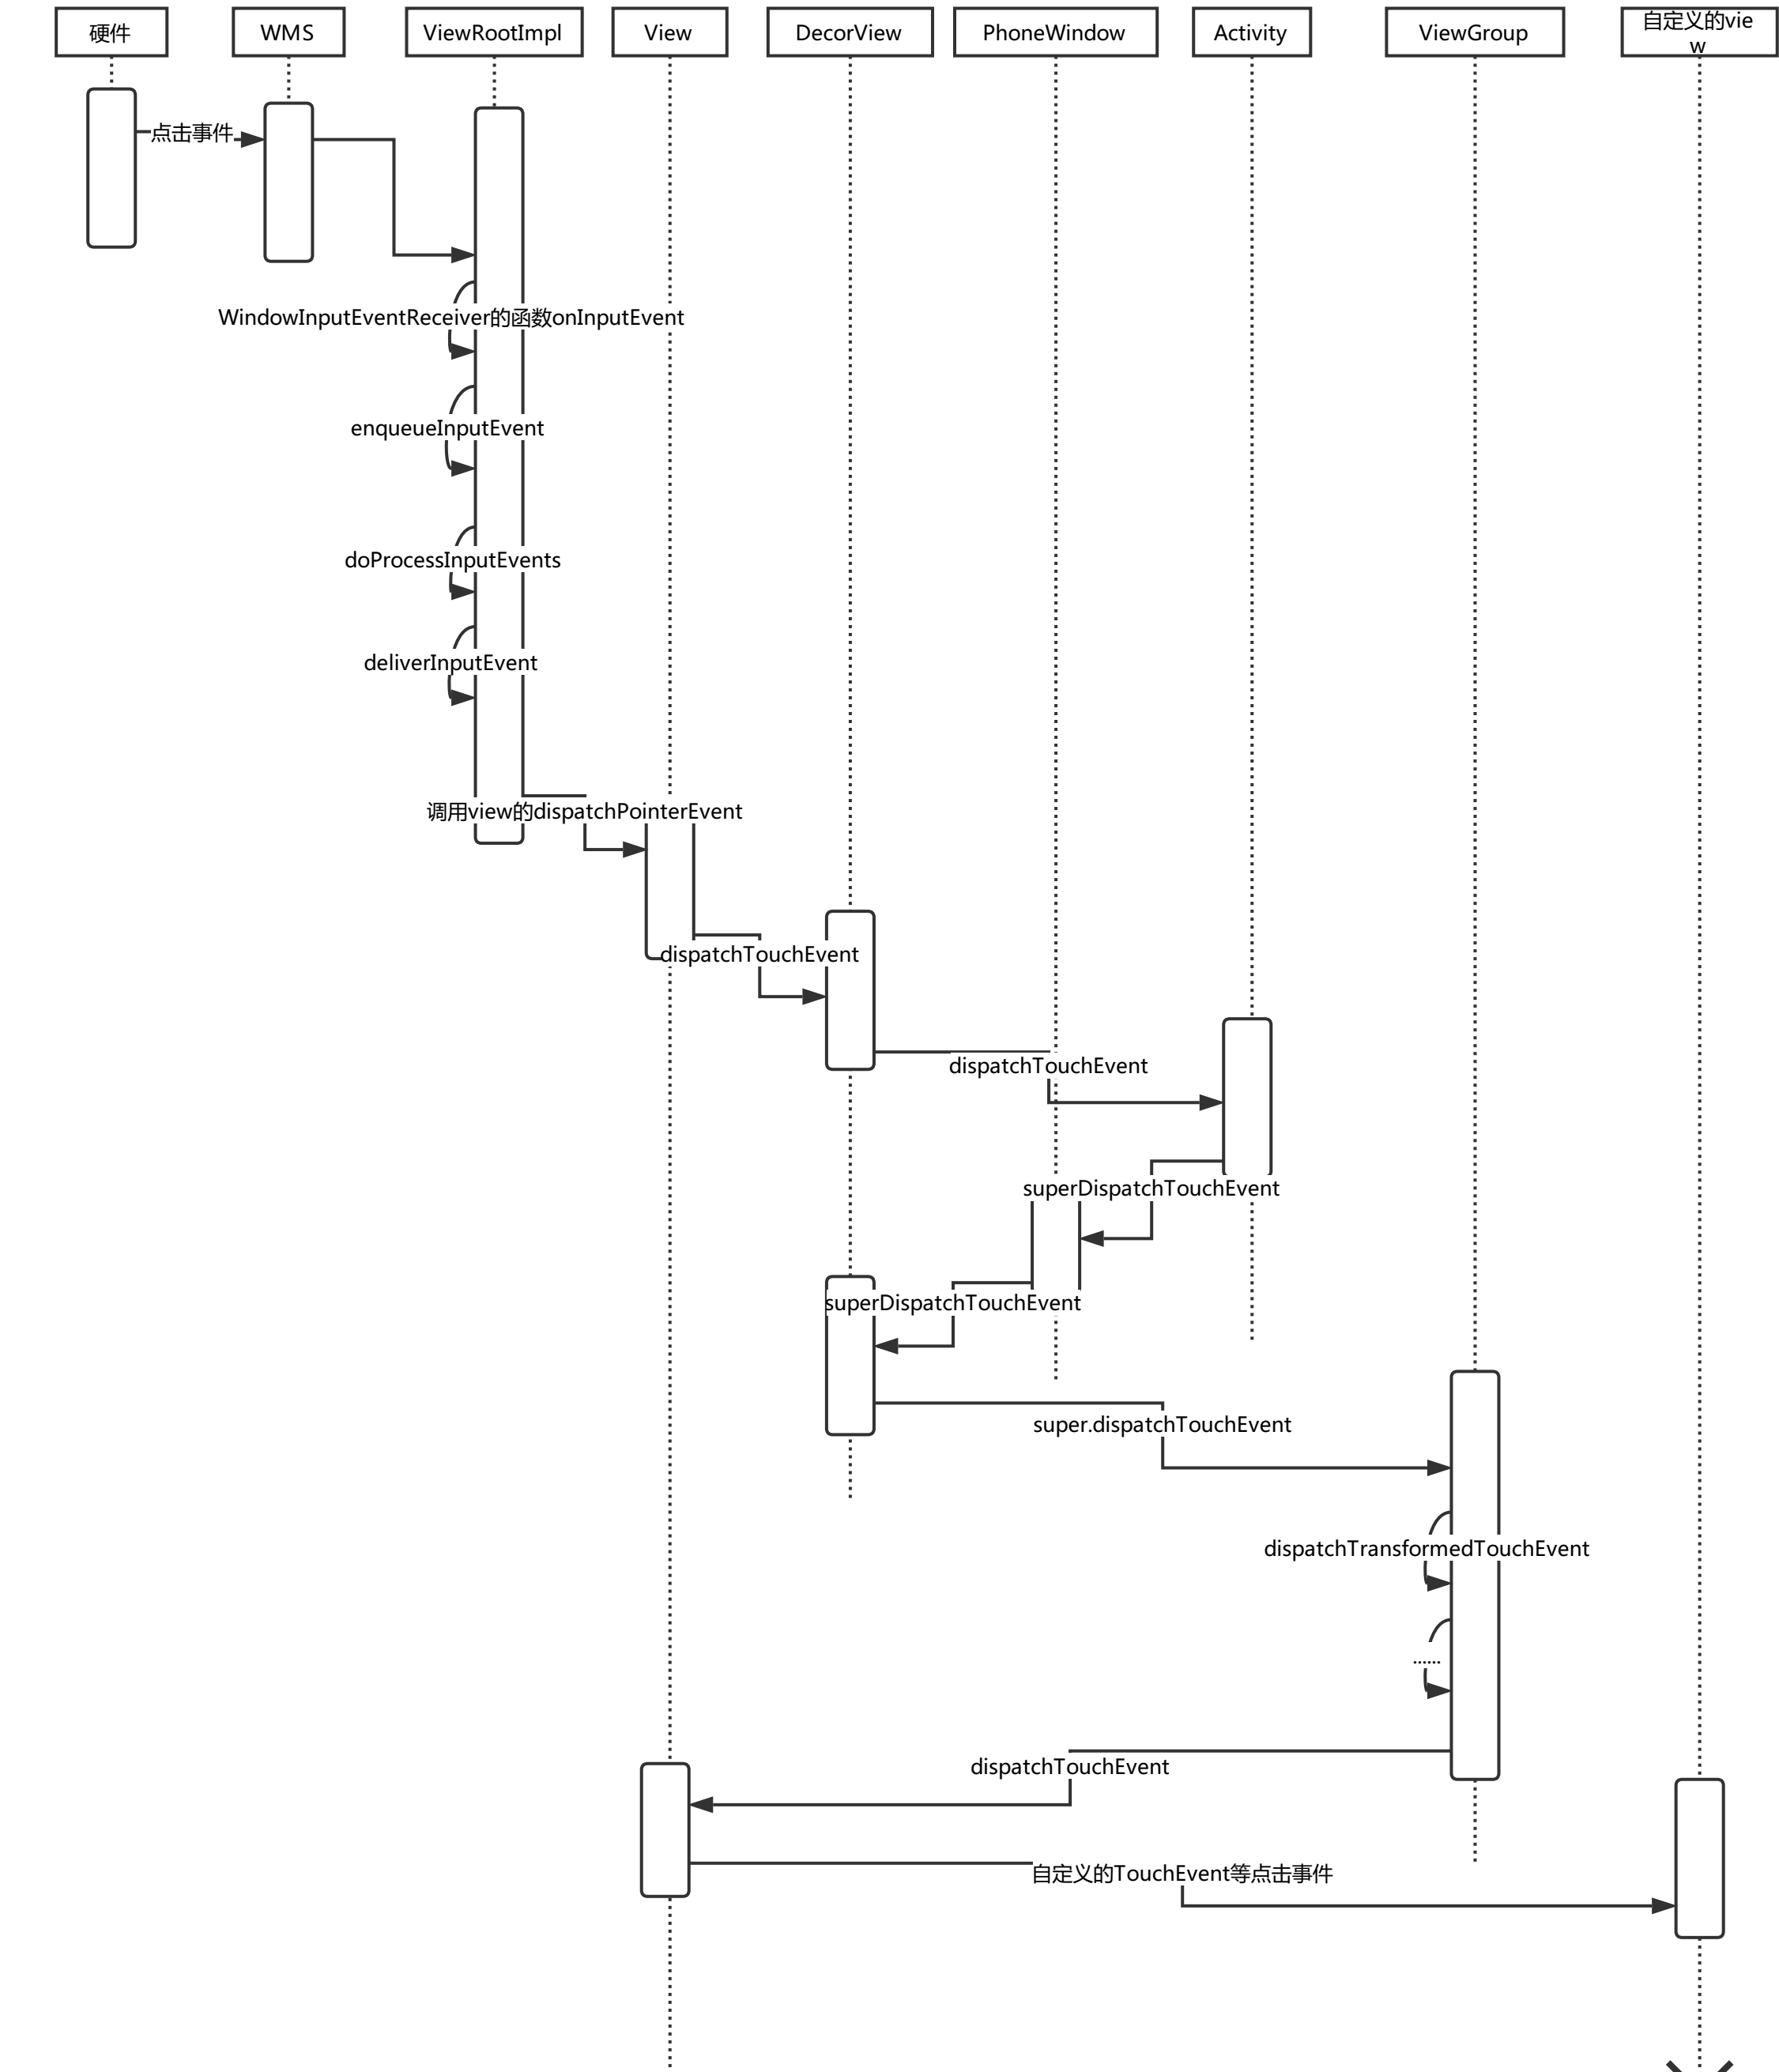 硬件
WMS
ViewRootImpl
View
DecorView
PhoneWindow
Activity
ViewGroup
自定义的vie
w
点击事件
WindowInputEventReceiver的函数onInputEvent
enqueueInputEvent
doProcessInputEvents
deliverInputEvent
调用view的dispatchPointerEvent
dispatchTouchEvent
dispatchTouchEvent
superDispatchTouchEvent
superDispatchTouchEvent
super.dispatchTouchEvent
dispatchTransformedTouchEvent
......
dispatchTouchEvent
自定义的TouchEvent等点击事件